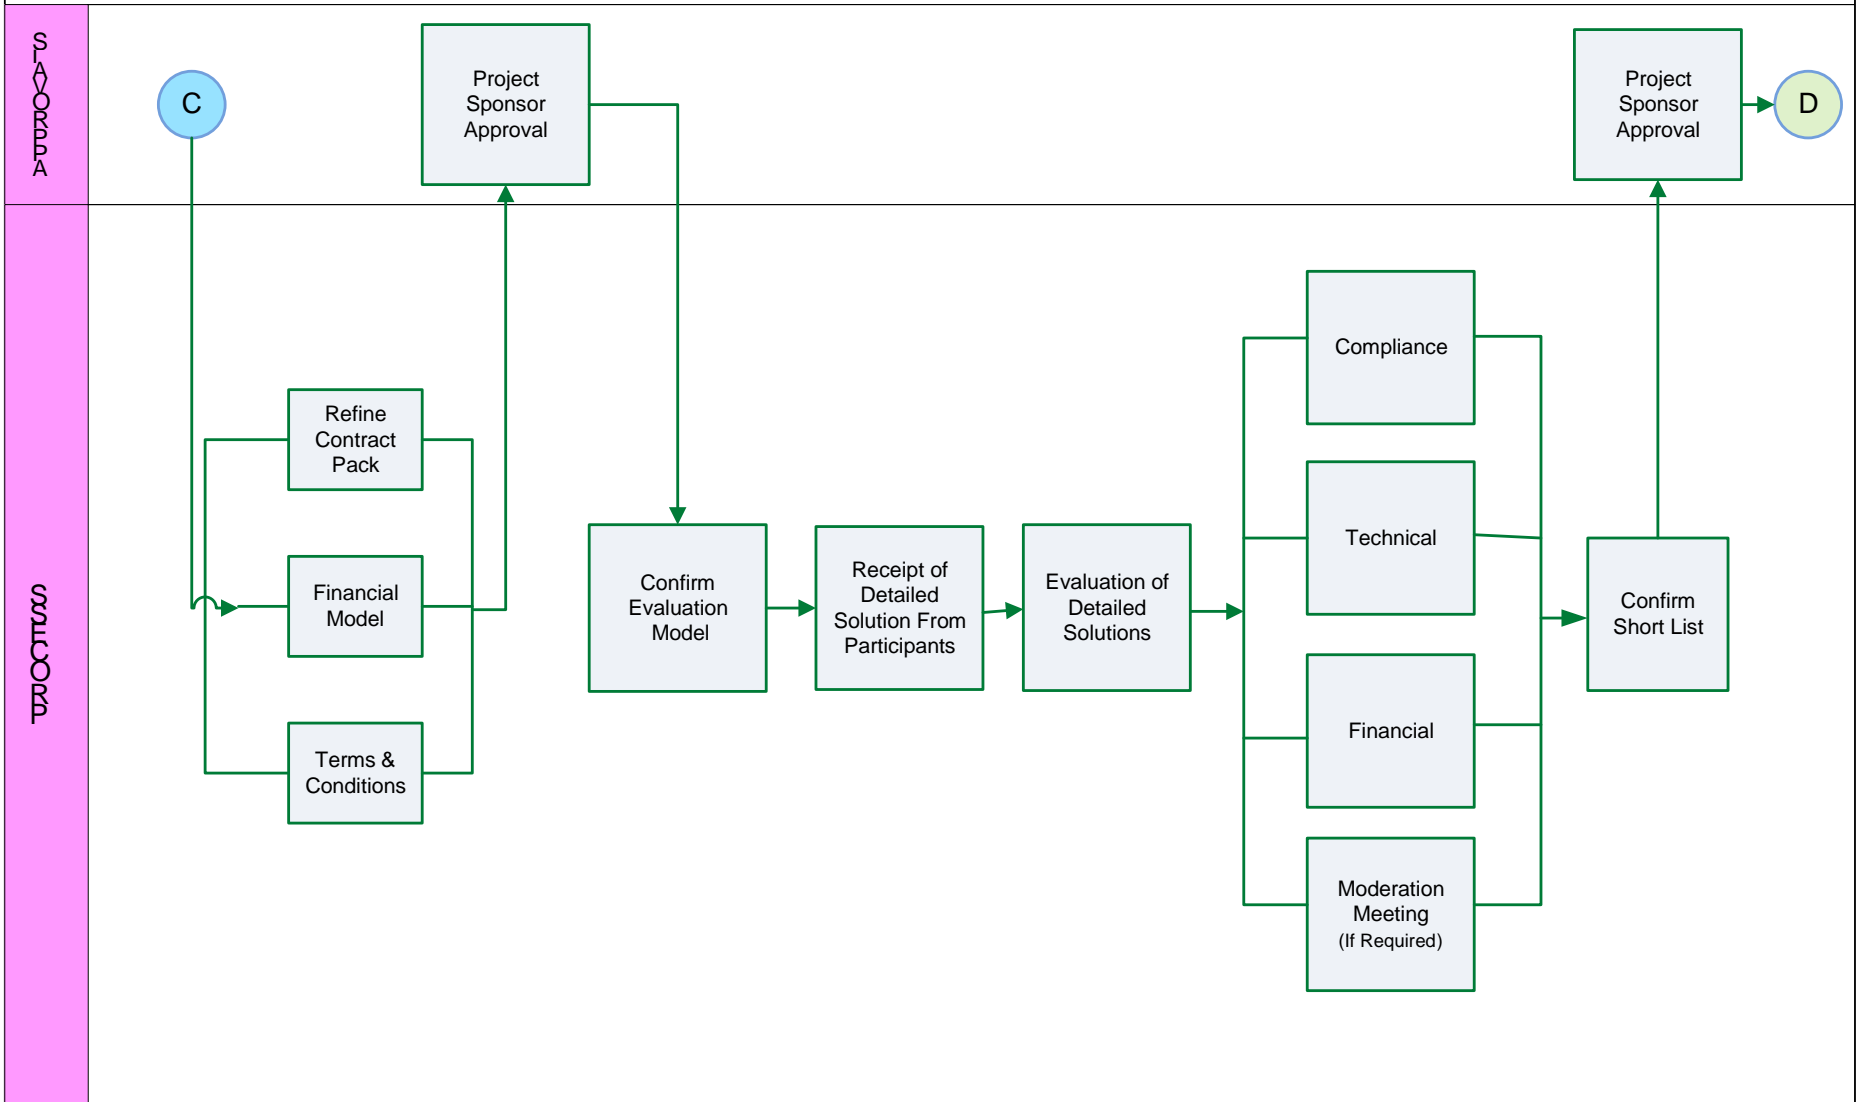 APPROVALS
C
Project
Sponsor
Approval
Project
Sponsor
Approval
D
PROCESS
Refine
Contract
Pack
Financial
Model
Terms &
Conditions
Confirm
Evaluation
Model
Receipt of
Detailed
Solution From
Participants
Evaluation of
Detailed
Solutions
Compliance
Technical
Financial
Moderation
Meeting
(If Required)
Confirm
Short List